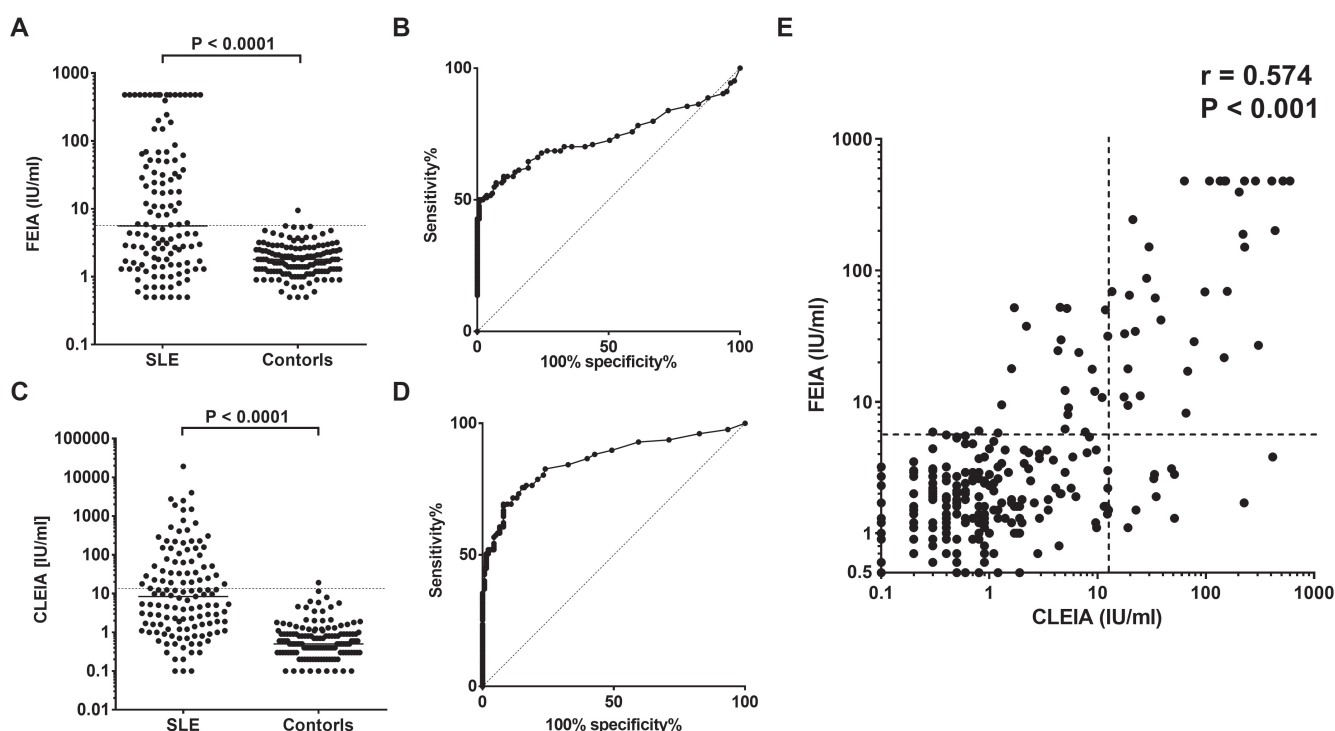 A
P < 0.0001
1000
100
10
1
0.1
FEIA (IU/ml)
SLE
Contorls
B
100
50
0
Sensitivity%
0
50
100
100% specificity%
C
P < 0.0001
100000
10000
1000
100
10
1
0.1
0.01
CLEIA [IU/ml]
SLE
Contorls
D
100
50
0
Sensitivity%
0
50
100
100% specificity%
E
r = 0.574
P < 0.001
1000
100
10
1
0.5
FEIA (IU/ml)
0.1
1
10
100
1000
CLEIA (IU/ml)